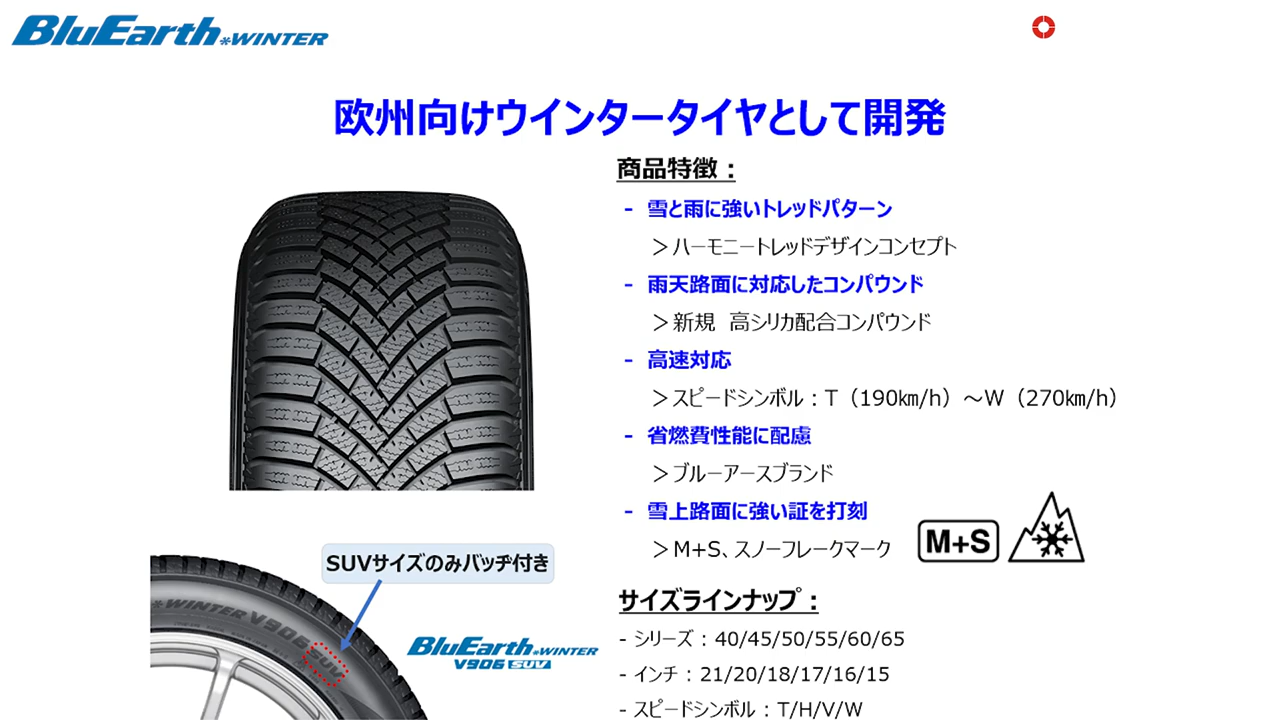 BluEarth*WINTER
欧州向けウインタータイヤとして開発
商品特徴：
- 雪と雨に強いトレッドパターン
＞ハーモニートレッドデザインコンセプト
- 雨天路面に対応したコンパウンド
＞新規　高シリカ配合コンパウンド
- 高速対応
＞スピードシンボル：T（190㎞/h）～W（270㎞/h）
- 省燃費性能に配慮
＞ブルーアースブランド
- 雪上路面に強い証を打刻
＞M+S、スノーフレークマーク
M+S
SUVサイズのみバッヂ付き
*WINTER V906 SUV
BluEarth*WINTER
V906 SUV
サイズラインナップ：
- シリーズ：40/45/50/55/60/65
- インチ：21/20/18/17/16/15
- スピードシンボル：T/H/V/W